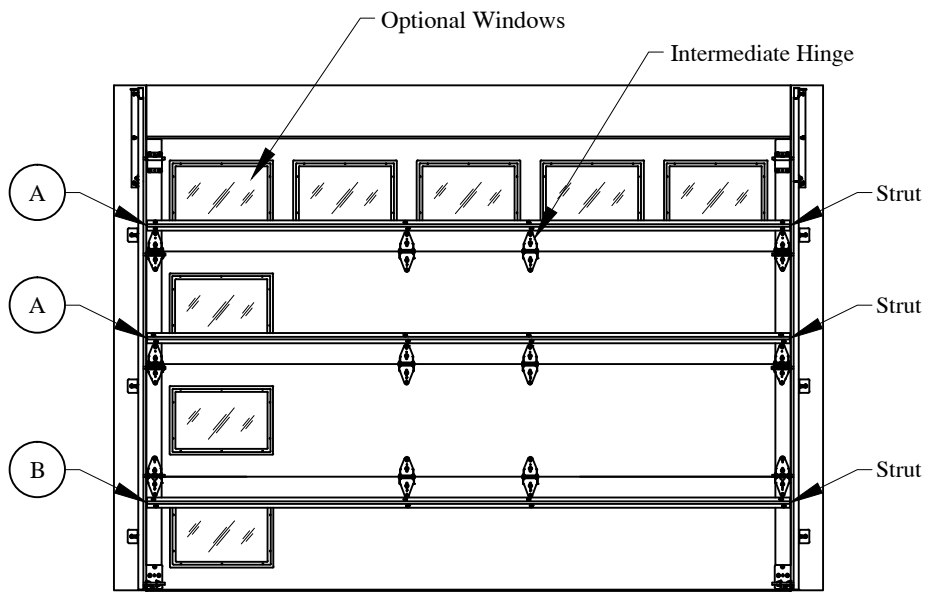 Optional Windows
Intermediate Hinge
A
Strut
A
Strut
B
Strut